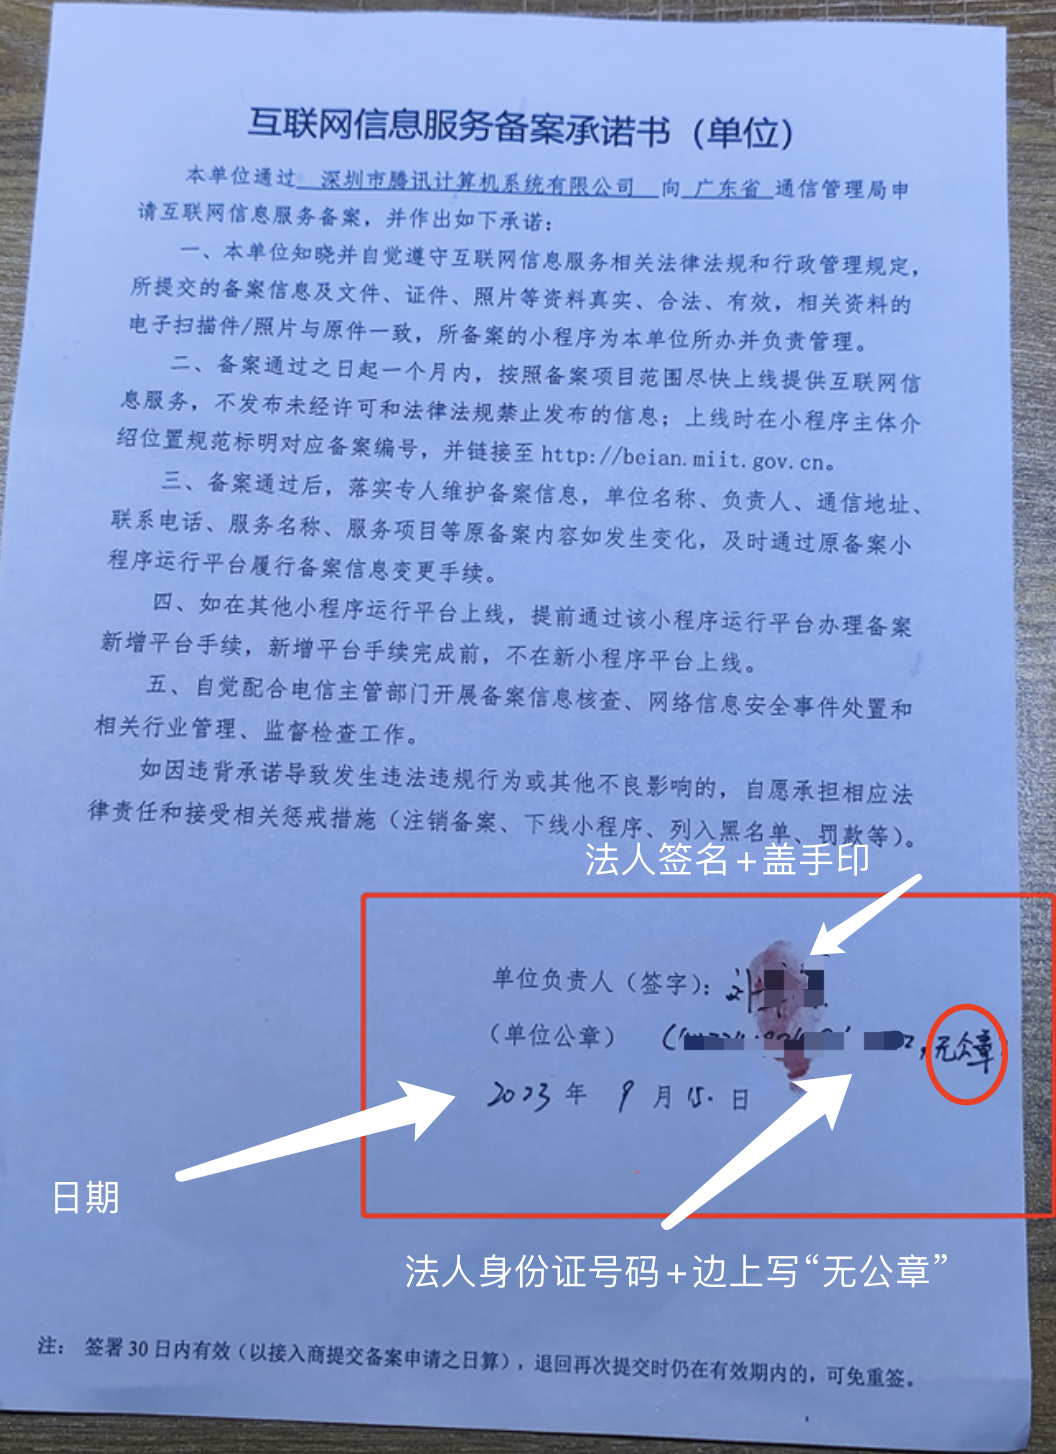 互联网信息服务备案承诺书（单位）
本单位通过 深圳市腾讯计算机系统有限公司 向 广东省 通信管理局申
请互联网信息服务备案，并作出如下承诺：
一、本单位知晓并自觉遵守互联网信息服务相关法律法规和行政管理规定，
所提交的备案信息及文件、证件、照片等资料真实、合法、有效，相关资料的
电子扫描件/照片与原件一致，所备案的小程序为本单位所办并负责管理。
二、备案通过之日起一个月内，按照备案项目范围尽快上线提供互联网信
息服务，不发布未经许可和法律法规禁止发布的信息；上线时在小程序主体介
绍位置规范标明对应备案编号，并链接至http://beian.miit.gov.cn。
三、备案通过后，落实专人维护备案信息，单位名称、负责人、通信地址、
联系电话、服务名称、服务项目等原备案内容如发生变化，及时通过原备案小
程序运行平台履行备案信息变更手续。
四、如在其他小程序运行平台上线，提前通过该小程序运行平台办理备案
新增平台手续，新增平台手续完成前，不在新小程序平台上线。
五、自觉配合电信主管部门开展备案信息核查、网络信息安全事件处置和
相关行业管理、监督检查工作。
如因违背承诺导致发生违法违规行为或其他不良影响的，自愿承担相应法
律责任和接受相关惩戒措施（注销备案、下线小程序、列入黑名单、罚款等）。
法人签名+盖手印
单位负责人（签字）：
（单位公章） ，无公章）
2023 年 9 月 15. 日
日期
法人身份证号码+边上写“无公章”
注： 签署30日内有效（以接入商提交备案申请之日算），退回再次提交时仍在有效期内的，可免重签。